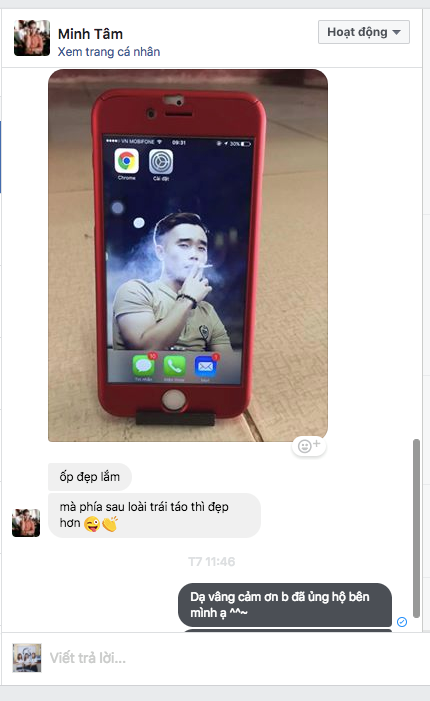 Minh Tâm
Hoạt động
Xem trang cá nhân
VN MOBIFONE
09:31
30%
Chrome
Cài đặt
10
1
Tin nhắn
Mail
ốp đẹp lắm
mà phía sau loài trái táo thì đẹp
hơn 😜👏
T7 11:46
Dạ vâng cảm ơn b đã ủng hộ bên
mình ạ ^^~
Viết trả lời...